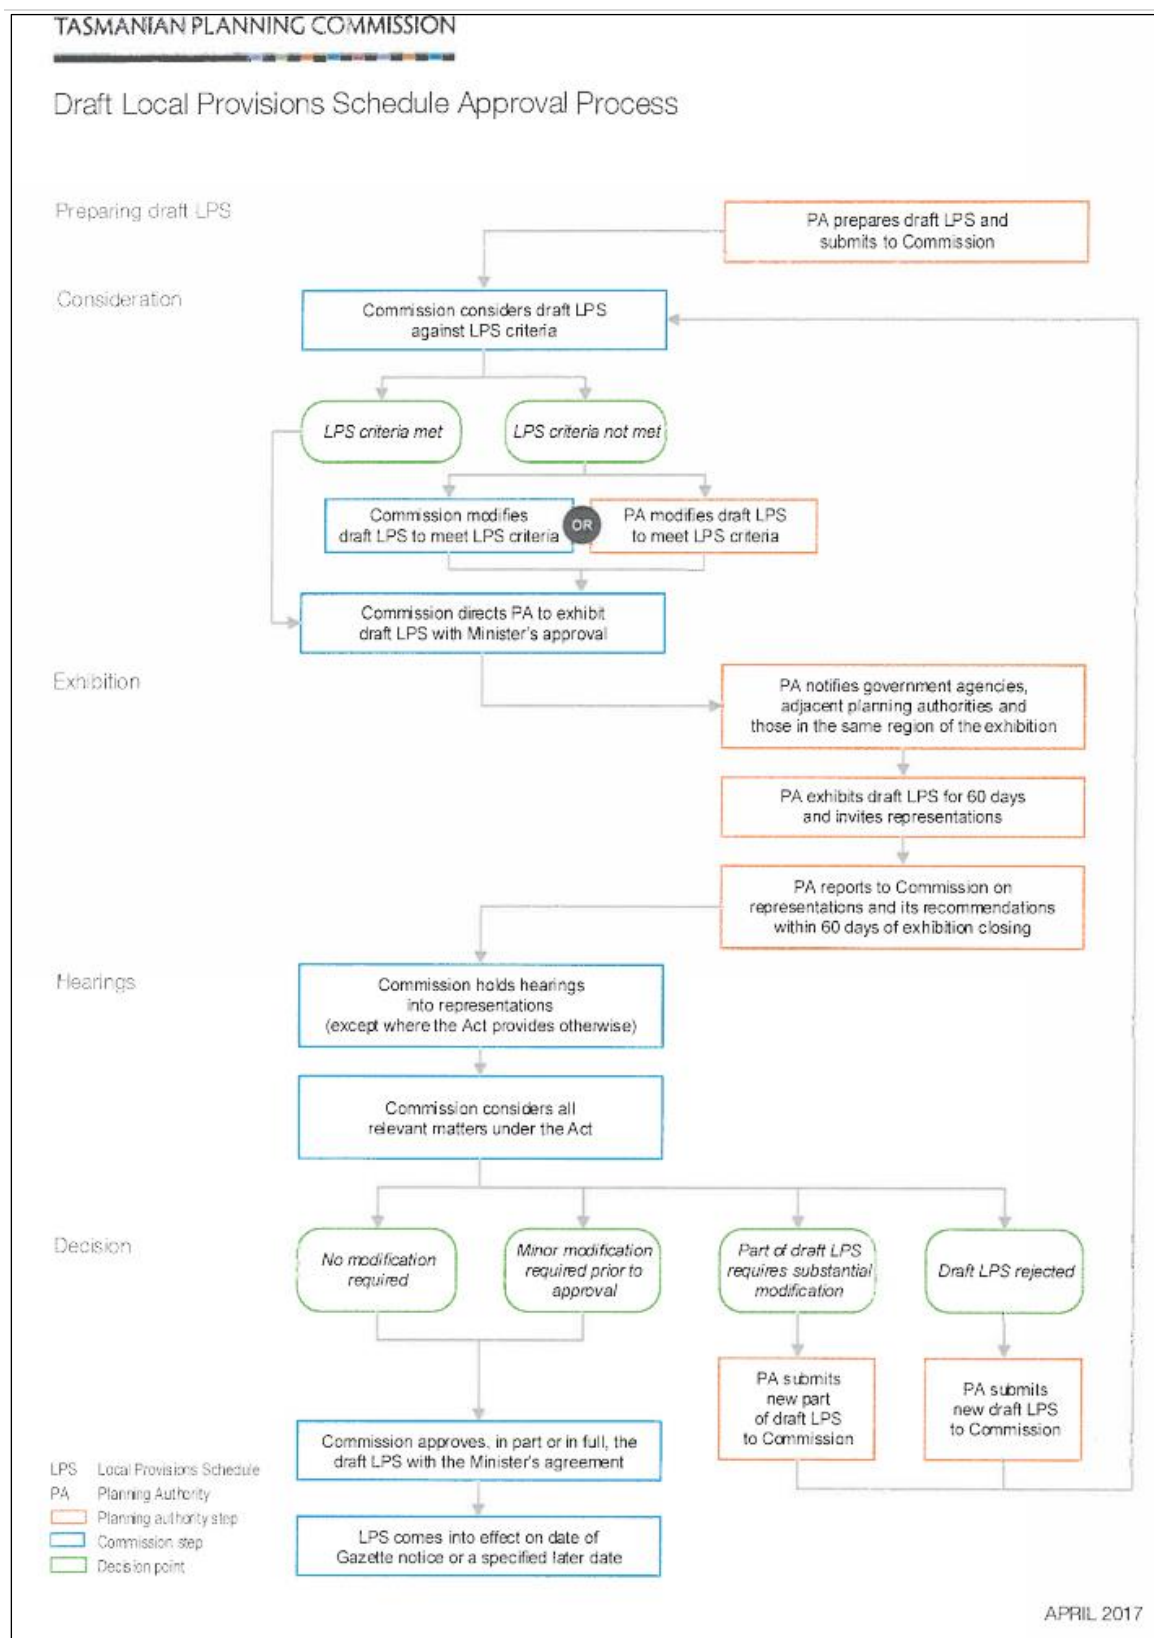 TASMANIAN PLANNING COMMISSION
Draft Local Provisions Schedule Approval Process
Preparing draft LPS
PA prepares draft LPS and
submits to Commission
Consideration
Commission considers draft LPS
against LPS criteria
LPS criteria met
LPS criteria not met
Commission modifies
draft LPS to meet LPS criteria
OR
PA modifies draft LPS
to meet LPS criteria
Commission directs PA to exhibit
draft LPS with Minister's approval
Exhibition
PA notifies government agencies,
adjacent planning authorities and
those in the same region of the exhibition
PA exhibits draft LPS for 60 days
and invites representations
PA reports to Commission on
representations and its recommendations
within 60 days of exhibition closing
Hearings
Commission holds hearings
into representations
(except where the Act provides otherwise)
Commission considers all
relevant matters under the Act
Decision
No modification
required
Minor modification
required prior to
approval
Part of draft LPS
requires substantial
modification
Draft LPS rejected
PA submits
new part
of draft LPS
to Commission
PA submits
new draft LPS
to Commission
Commission approves, in part or in full, the
draft LPS with the Minister's agreement
LPS comes into effect on date of
Gazette notice or a specified later date
LPS Local Provisions Schedule
PA Planning Authority
Planning authority step
Commission step
Decision point
APRIL 2017